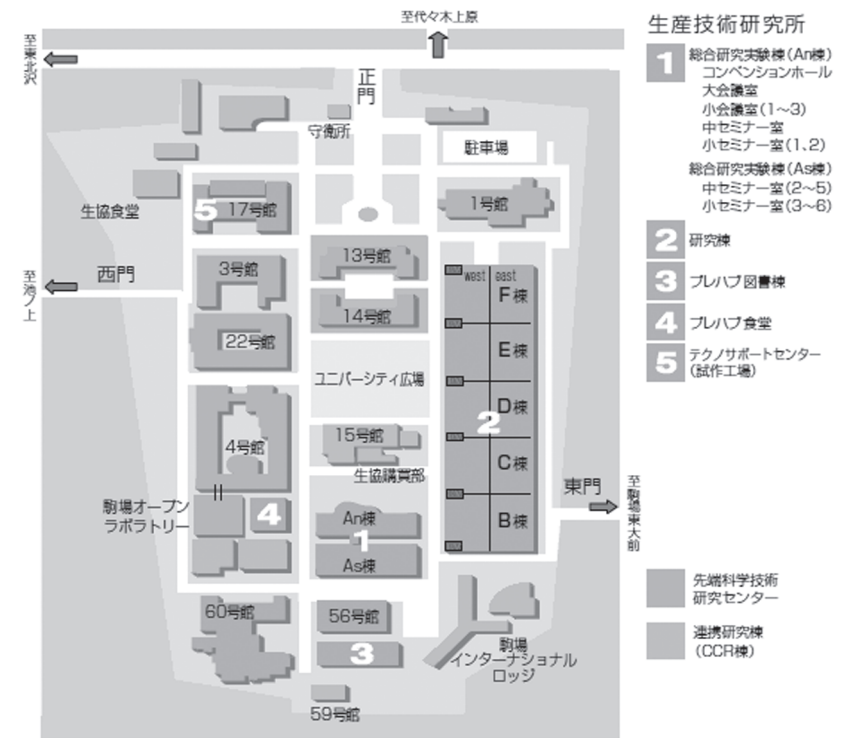 至代々木上原
生産技術研究所
至東北沢
正門
1
総合研究実験棟(An棟)
コンベンションホール
大会議室
小会議室(1~3)
中セミナー室
小セミナー室(1、2)
総合研究実験棟(As棟)
中セミナー室(2~5)
小セミナー室(3~6)
2
研究棟
3
プレハブ図書棟
4
プレハブ食堂
5
テクノサポートセンター
(試作工場)
守衛所
駐車場
生協食堂
5
17号館
1号館
西門
至池ノ上
3号館
13号館
14号館
22号館
west
east
F棟
E棟
D棟
2
C棟
B棟
ユニバーシティ広場
15号館
生協購買部
4号館
駒場オープン
ラボラトリー
4
An棟
1
As棟
東門
至駒場東大前
60号館
56号館
3
59号館
駒場
インターナショナル
ロッジ
先端科学技術
研究センター
連携研究棟
(CCR棟)